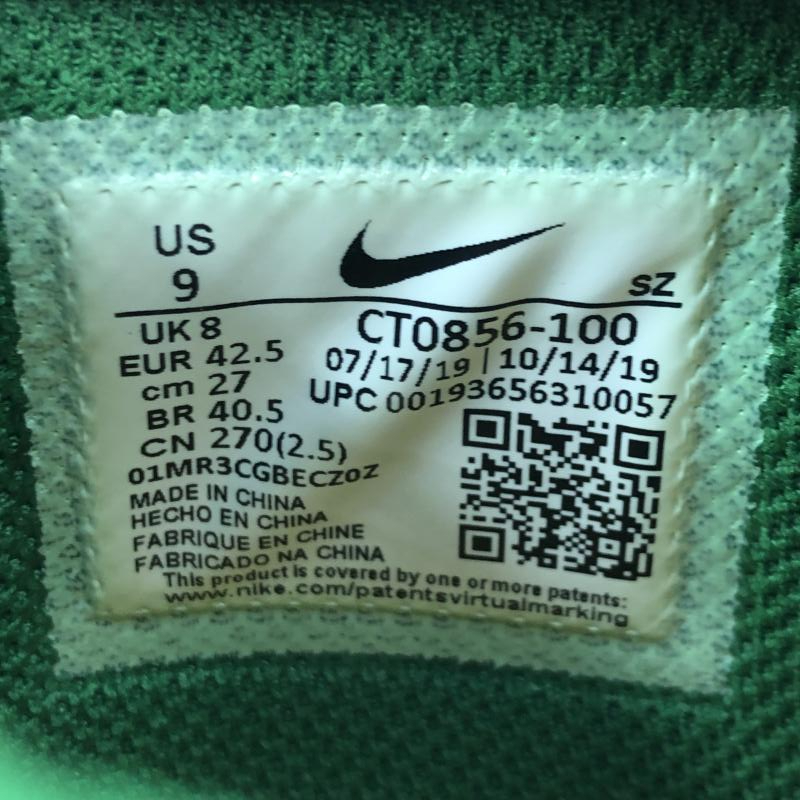 US
9
SZ
UK 8
EUR 42.5
cm 27
BR 40.5
CN 270(2.5)
CT0856-100
07/17/19 | 10/14/19
UPC 00193656310057
01MR3CGBECZ0Z
MADE IN CHINA
HECHO EN CHINA
FABRIQUE EN CHINE
FABRICADO NA CHINA
This product is covered by one or more patents:
www.nike.com/patentsvirtualmarking